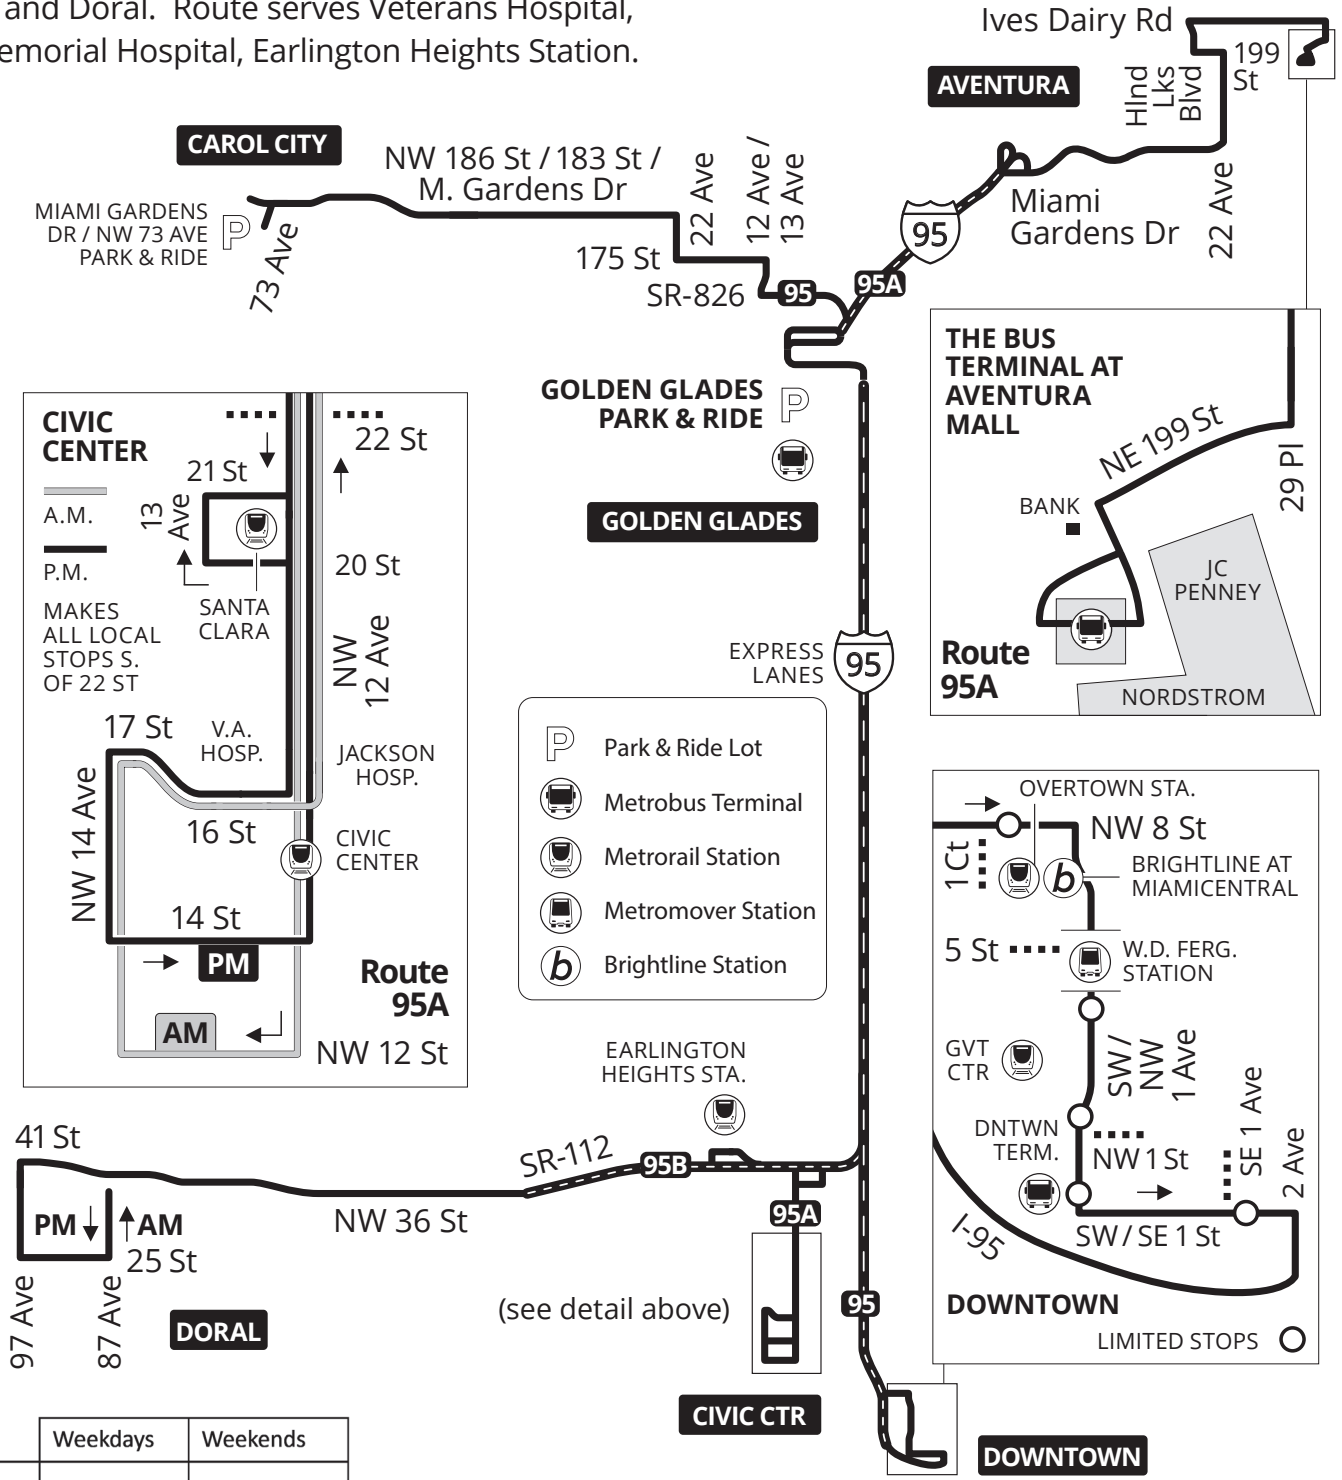 and Doral. Route serves Veterans Hospital,
emorial Hospital, Earlington Heights Station.
Ives Dairy Rd
199
St
Hlnd
Lks
Blvd
AVENTURA
CAROL CITY
NW 186 St / 183 St /
M. Gardens Dr
22 Ave
12 Ave /
13 Ave
MIAMI GARDENS
DR / NW 73 AVE
PARK & RIDE
P
73 Ave
175 St
SR-826
95
95A
95
Miami
Gardens Dr
22 Ave
GOLDEN GLADES
PARK & RIDE
P
GOLDEN GLADES
EXPRESS
LANES
95
THE BUS
TERMINAL AT
AVENTURA
MALL
NE 199 St
29 Pl
BANK
JC
PENNEY
NORDSTROM
Route
95A
CIVIC
CENTER
A.M.
P.M.
MAKES
ALL LOCAL
STOPS S.
OF 22 ST
22 St
21 St
13
Ave
20 St
SANTA
CLARA
NW
12 Ave
17 St
V.A.
HOSP.
JACKSON
HOSP.
NW 14 Ave
16 St
CIVIC
CENTER
14 St
PM
Route
95A
AM
NW 12 St
P Park & Ride Lot
Metrobus Terminal
Metrorail Station
Metromover Station
b Brightline Station
OVERTOWN STA.
NW 8 St
1 Ct
b
BRIGHTLINE AT
MIAMICENTRAL
5 St
W.D. FERG.
STATION
GVT
CTR
SW /
NW
1 Ave
DNTWN
TERM.
NW 1 St
SE 1 Ave
2 Ave
SW / SE 1 St
I-95
DOWNTOWN
LIMITED STOPS
EARLINGTON
HEIGHTS STA.
41 St
SR-112
95B
NW 36 St
95A
PM
AM
25 St
97 Ave
87 Ave
DORAL
(see detail above)
95
CIVIC CTR
DOWNTOWN
Weekdays Weekends